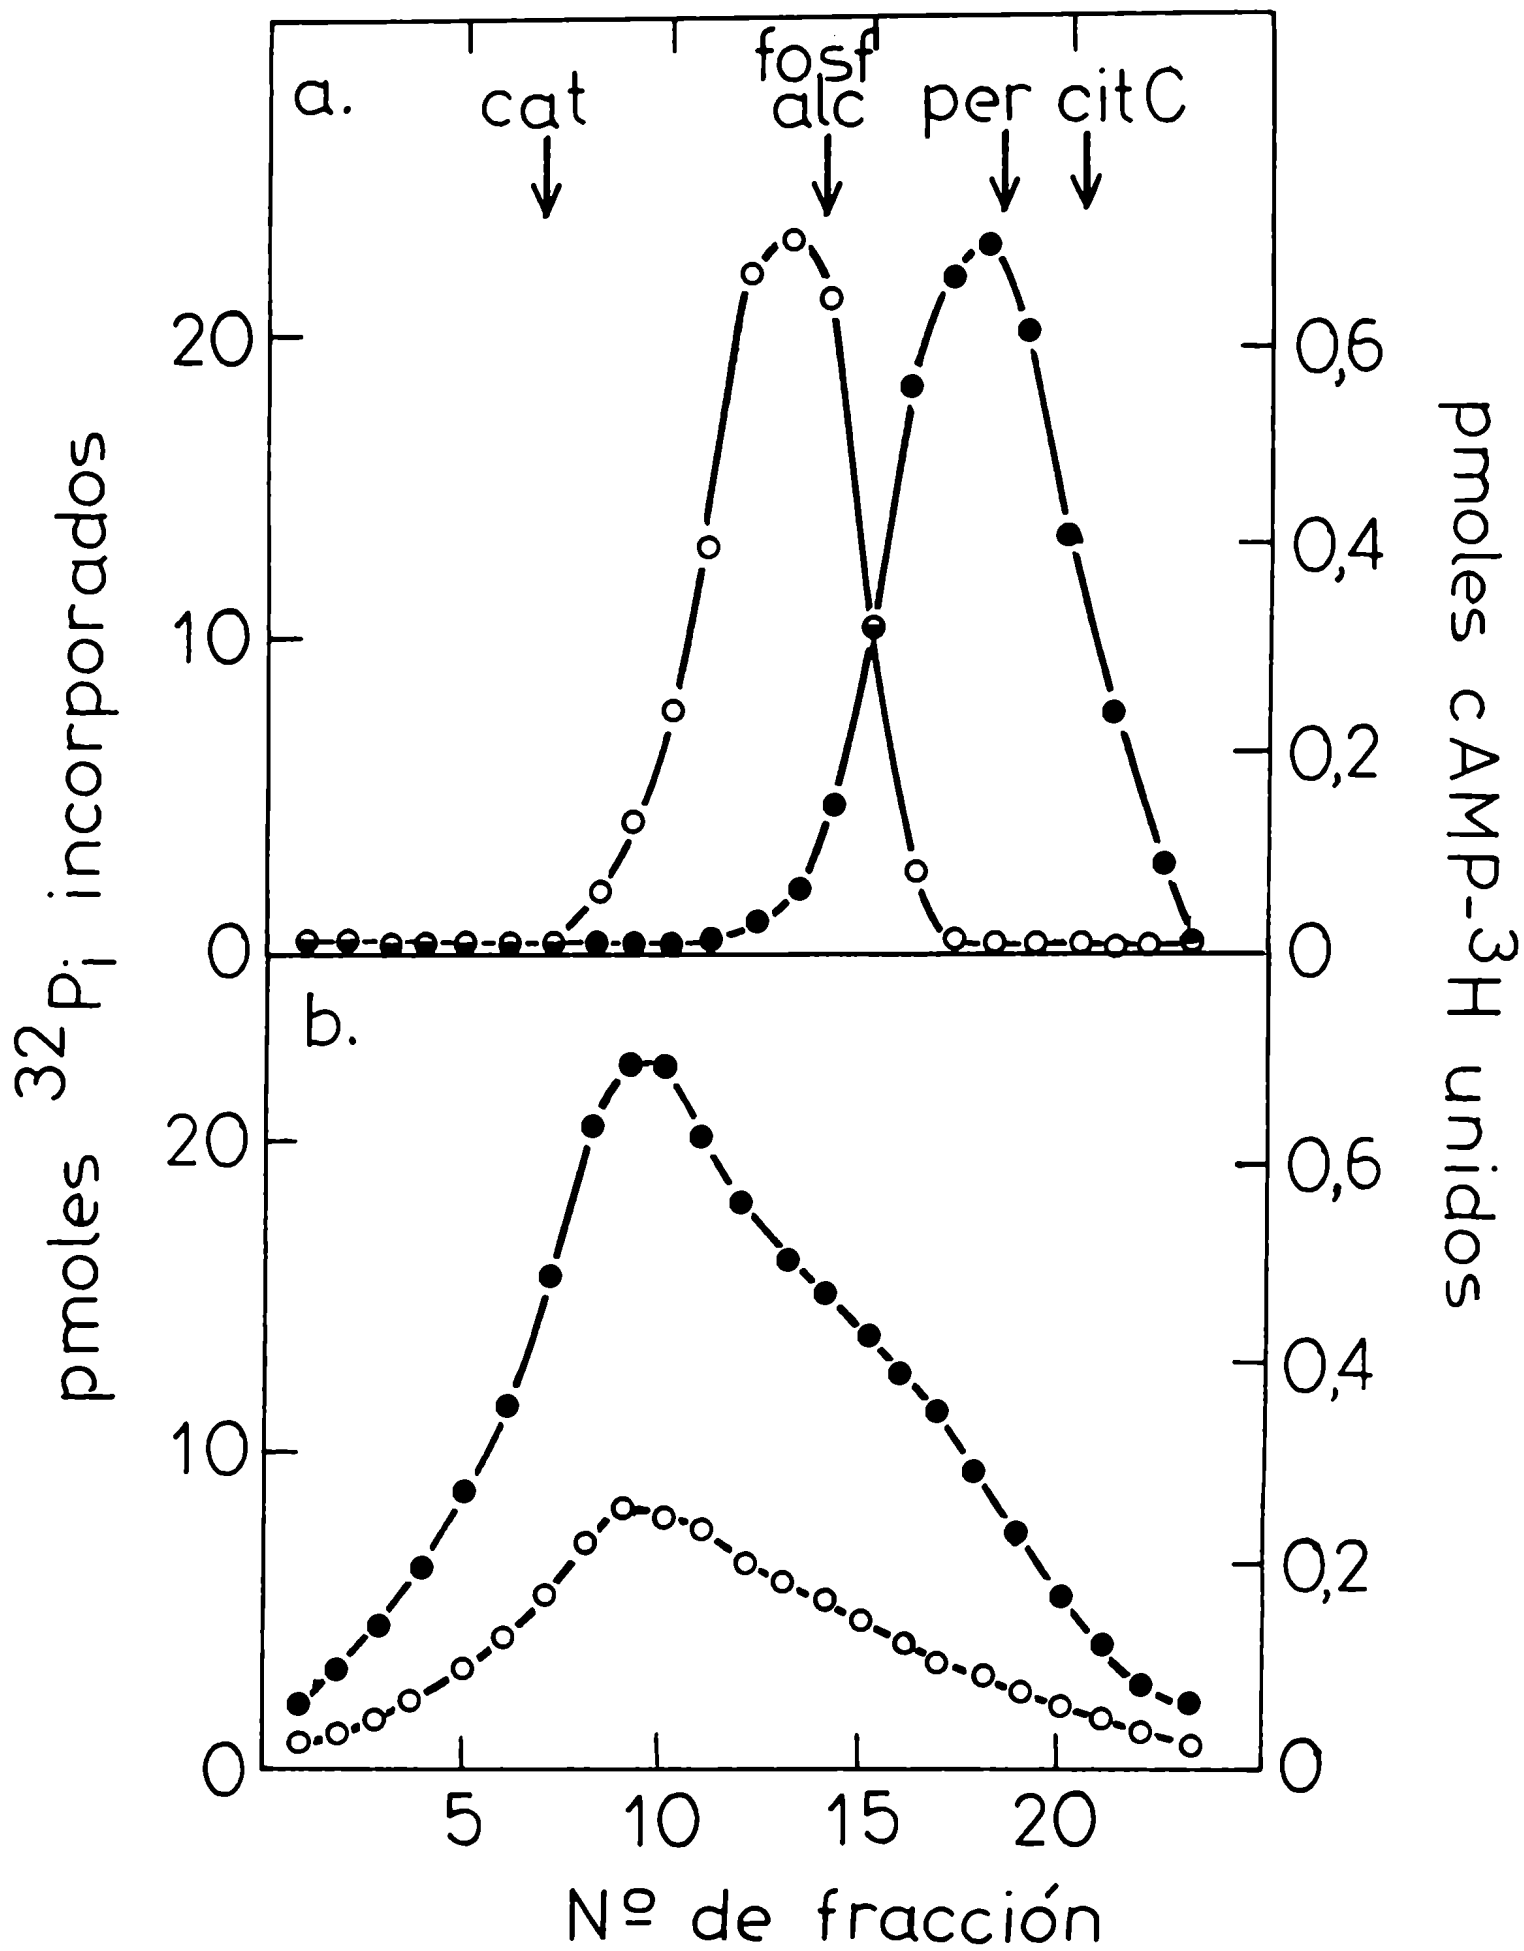 a.
cat
fosf
alc
per
citC
20
10
0
0,6
0,4
0,2
0
b.
20
10
0
0,6
0,4
0,2
0
5
10
15
20
Nº de fracción
pmoles 32Pi incorporados
pmoles cAMP-3H unidos